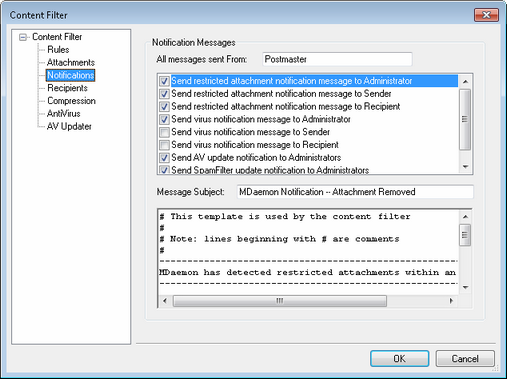 Content Filter
Content Filter
Rules
Attachments
Notifications
Recipients
Compression
AntiVirus
AV Updater
Notification Messages
All messages sent From: Postmaster
Send restricted attachment notification message to Administrator
Send restricted attachment notification message to Sender
Send restricted attachment notification message to Recipient
Send virus notification message to Administrator
Send virus notification message to Sender
Send virus notification message to Recipient
Send AV update notification to Administrators
Send SpamFilter update notification to Administrators
Message Subject: MDaemon Notification -- Attachment Removed
# This template is used by the content filter
#
# Note: lines beginning with # are comments
#
MDaemon has detected restricted attachments within an
OK Cancel